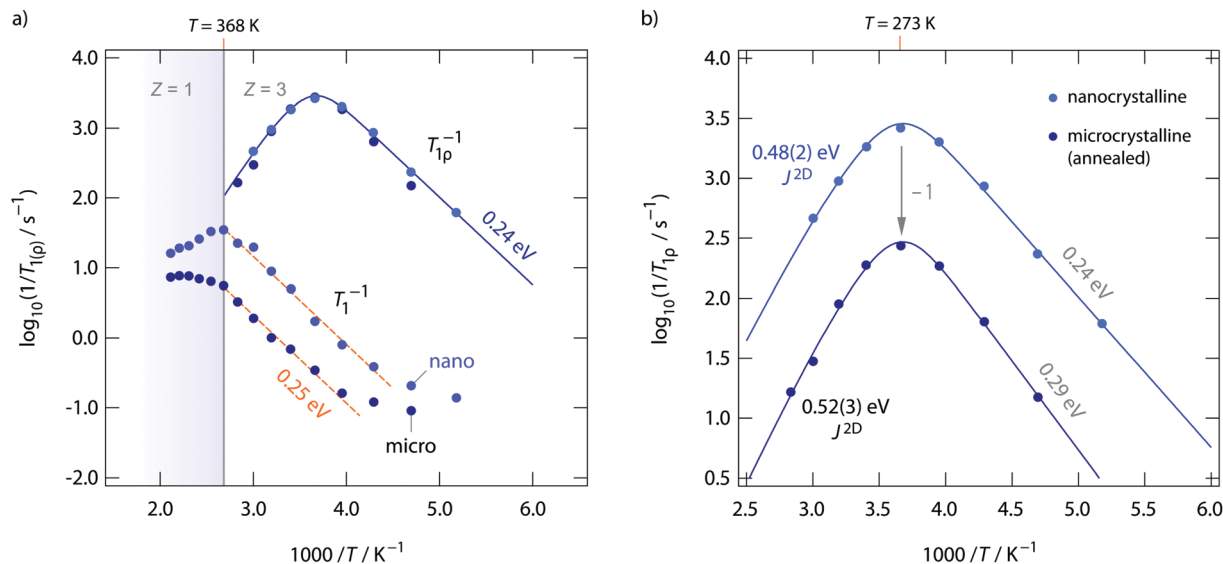 a)
T = 368 K
4.0
3.0
2.0
1.0
0.0
-1.0
-2.0
log₁₀(1/T₁₍ρ₎ / s⁻¹)
Z = 1
Z = 3
T₁ρ⁻¹
0.24 eV
T₁⁻¹
0.25 eV
nano
micro
2.0 3.0 4.0 5.0 6.0
1000 /T / K⁻¹
b)
T = 273 K
4.0
3.5
3.0
2.5
2.0
1.5
1.0
0.5
log₁₀(1/T₁ρ / s⁻¹)
nanocrystalline
microcrystalline
(annealed)
0.48(2) eV
J²ᴰ
−1
0.24 eV
0.29 eV
0.52(3) eV
J²ᴰ
2.5 3.0 3.5 4.0 4.5 5.0 5.5 6.0
1000 /T / K⁻¹